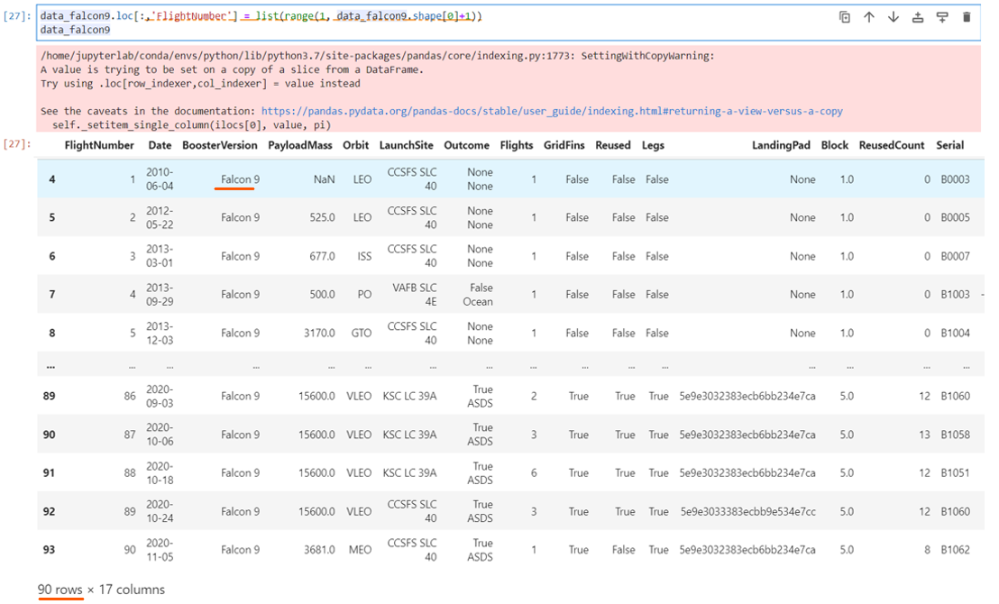 [27]: data_falcon9.loc[:,'FlightNumber'] = list(range(1, data_falcon9.shape[0]+1))
data_falcon9
/home/jupyterlab/conda/envs/python/lib/python3.7/site-packages/pandas/core/indexing.py:1773: SettingWithCopyWarning:
A value is trying to be set on a copy of a slice from a DataFrame.
Try using .loc[row_indexer,col_indexer] = value instead
See the caveats in the documentation: https://pandas.pydata.org/pandas-docs/stable/user_guide/indexing.html#returning-a-view-versus-a-copy
self._setitem_single_column(ilocs[0], value, pi)
[27]: FlightNumber Date BoosterVersion PayloadMass Orbit LaunchSite Outcome Flights GridFins Reused Legs LandingPad Block ReusedCount Serial
4 1 2010-06-04 Falcon 9 NaN LEO CCSFS SLC 40 None None 1 False False False None 1.0 0 B0003
5 2 2012-05-22 Falcon 9 525.0 LEO CCSFS SLC 40 None None 1 False False False None 1.0 0 B0005
6 3 2013-03-01 Falcon 9 677.0 ISS CCSFS SLC 40 None None 1 False False False None 1.0 0 B0007
7 4 2013-09-29 Falcon 9 500.0 PO VAFB SLC 4E False Ocean 1 False False False None 1.0 0 B1003 -
8 5 2013-12-03 Falcon 9 3170.0 GTO CCSFS SLC 40 None None 1 False False False None 1.0 0 B1004
... ... ... ... ... ... ... ... ... ... ... ... ... ... ... ...
89 86 2020-09-03 Falcon 9 15600.0 VLEO KSC LC 39A True ASDS 2 True True True 5e9e3032383ecb6bb234e7ca 5.0 12 B1060
90 87 2020-10-06 Falcon 9 15600.0 VLEO KSC LC 39A True ASDS 3 True True True 5e9e3032383ecb6bb234e7ca 5.0 13 B1058
91 88 2020-10-18 Falcon 9 15600.0 VLEO KSC LC 39A True ASDS 6 True True True 5e9e3032383ecb6bb234e7ca 5.0 12 B1051
92 89 2020-10-24 Falcon 9 15600.0 VLEO CCSFS SLC 40 True ASDS 3 True True True 5e9e3033383ecbb9e534e7cc 5.0 12 B1060
93 90 2020-11-05 Falcon 9 3681.0 MEO CCSFS SLC 40 True ASDS 1 True False True 5e9e3032383ecb6bb234e7ca 5.0 8 B1062
90 rows × 17 columns